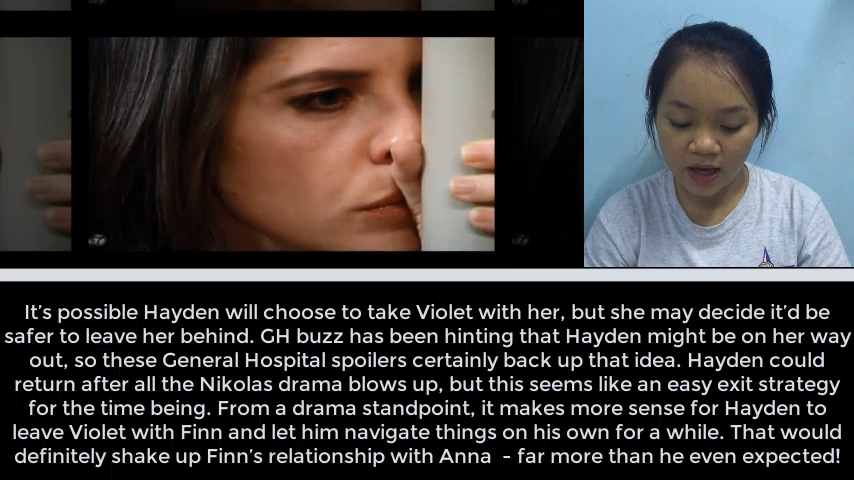 It's possible Hayden will choose to take Violet with her, but she may decide it'd be
safer to leave her behind. GH buzz has been hinting that Hayden might be on her way
out, so these General Hospital spoilers certainly back up that idea. Hayden could
return after all the Nikolas drama blows up, but this seems like an easy exit strategy
for the time being. From a drama standpoint, it makes more sense for Hayden to
leave Violet with Finn and let him navigate things on his own for a while. That would
definitely shake up Finn's relationship with Anna - far more than he even expected!